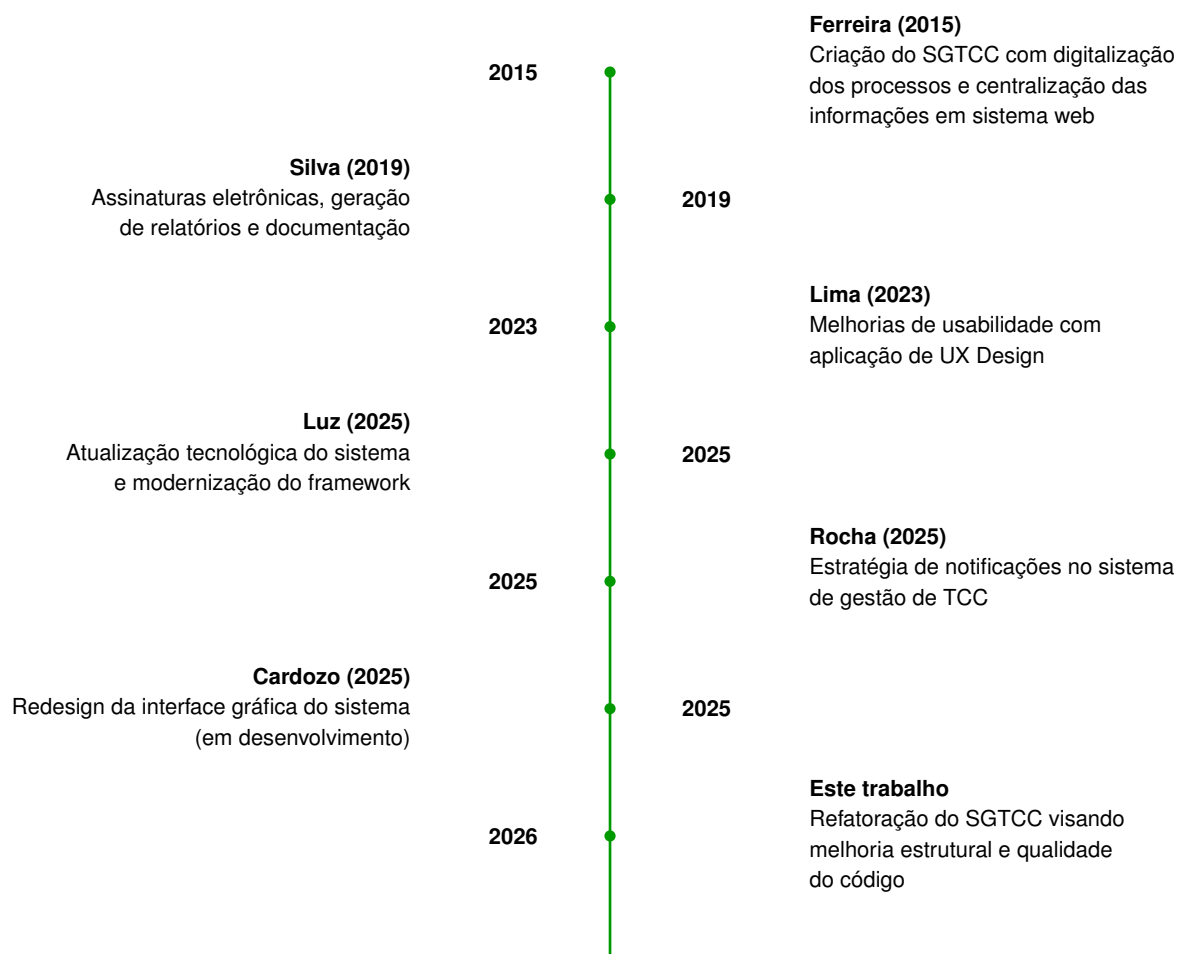 Ferreira (2015)
2015
Criação do SGTCC com digitalização
dos processos e centralização das
informações em sistema web
Silva (2019)
Assinaturas eletrônicas, geração
de relatórios e documentação
2019
Lima (2023)
2023
Melhorias de usabilidade com
aplicação de UX Design
Luz (2025)
Atualização tecnológica do sistema
e modernização do framework
2025
Rocha (2025)
2025
Estratégia de notificações no sistema
de gestão de TCC
Cardozo (2025)
Redesign da interface gráfica do sistema
(em desenvolvimento)
2025
Este trabalho
2026
Refatoração do SGTCC visando
melhoria estrutural e qualidade
do código